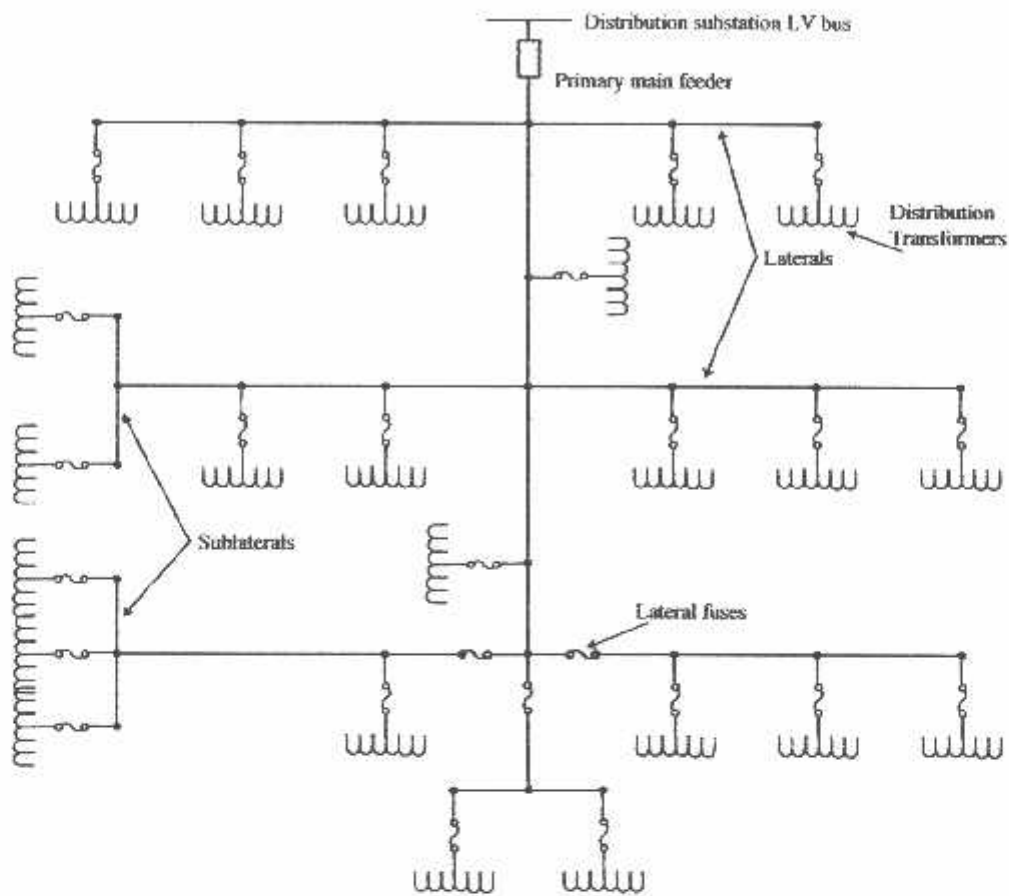 Distribution substation LV bus
Primary main feeder
Distribution
Transformers
Laterals
Sublaterals
Lateral fuses